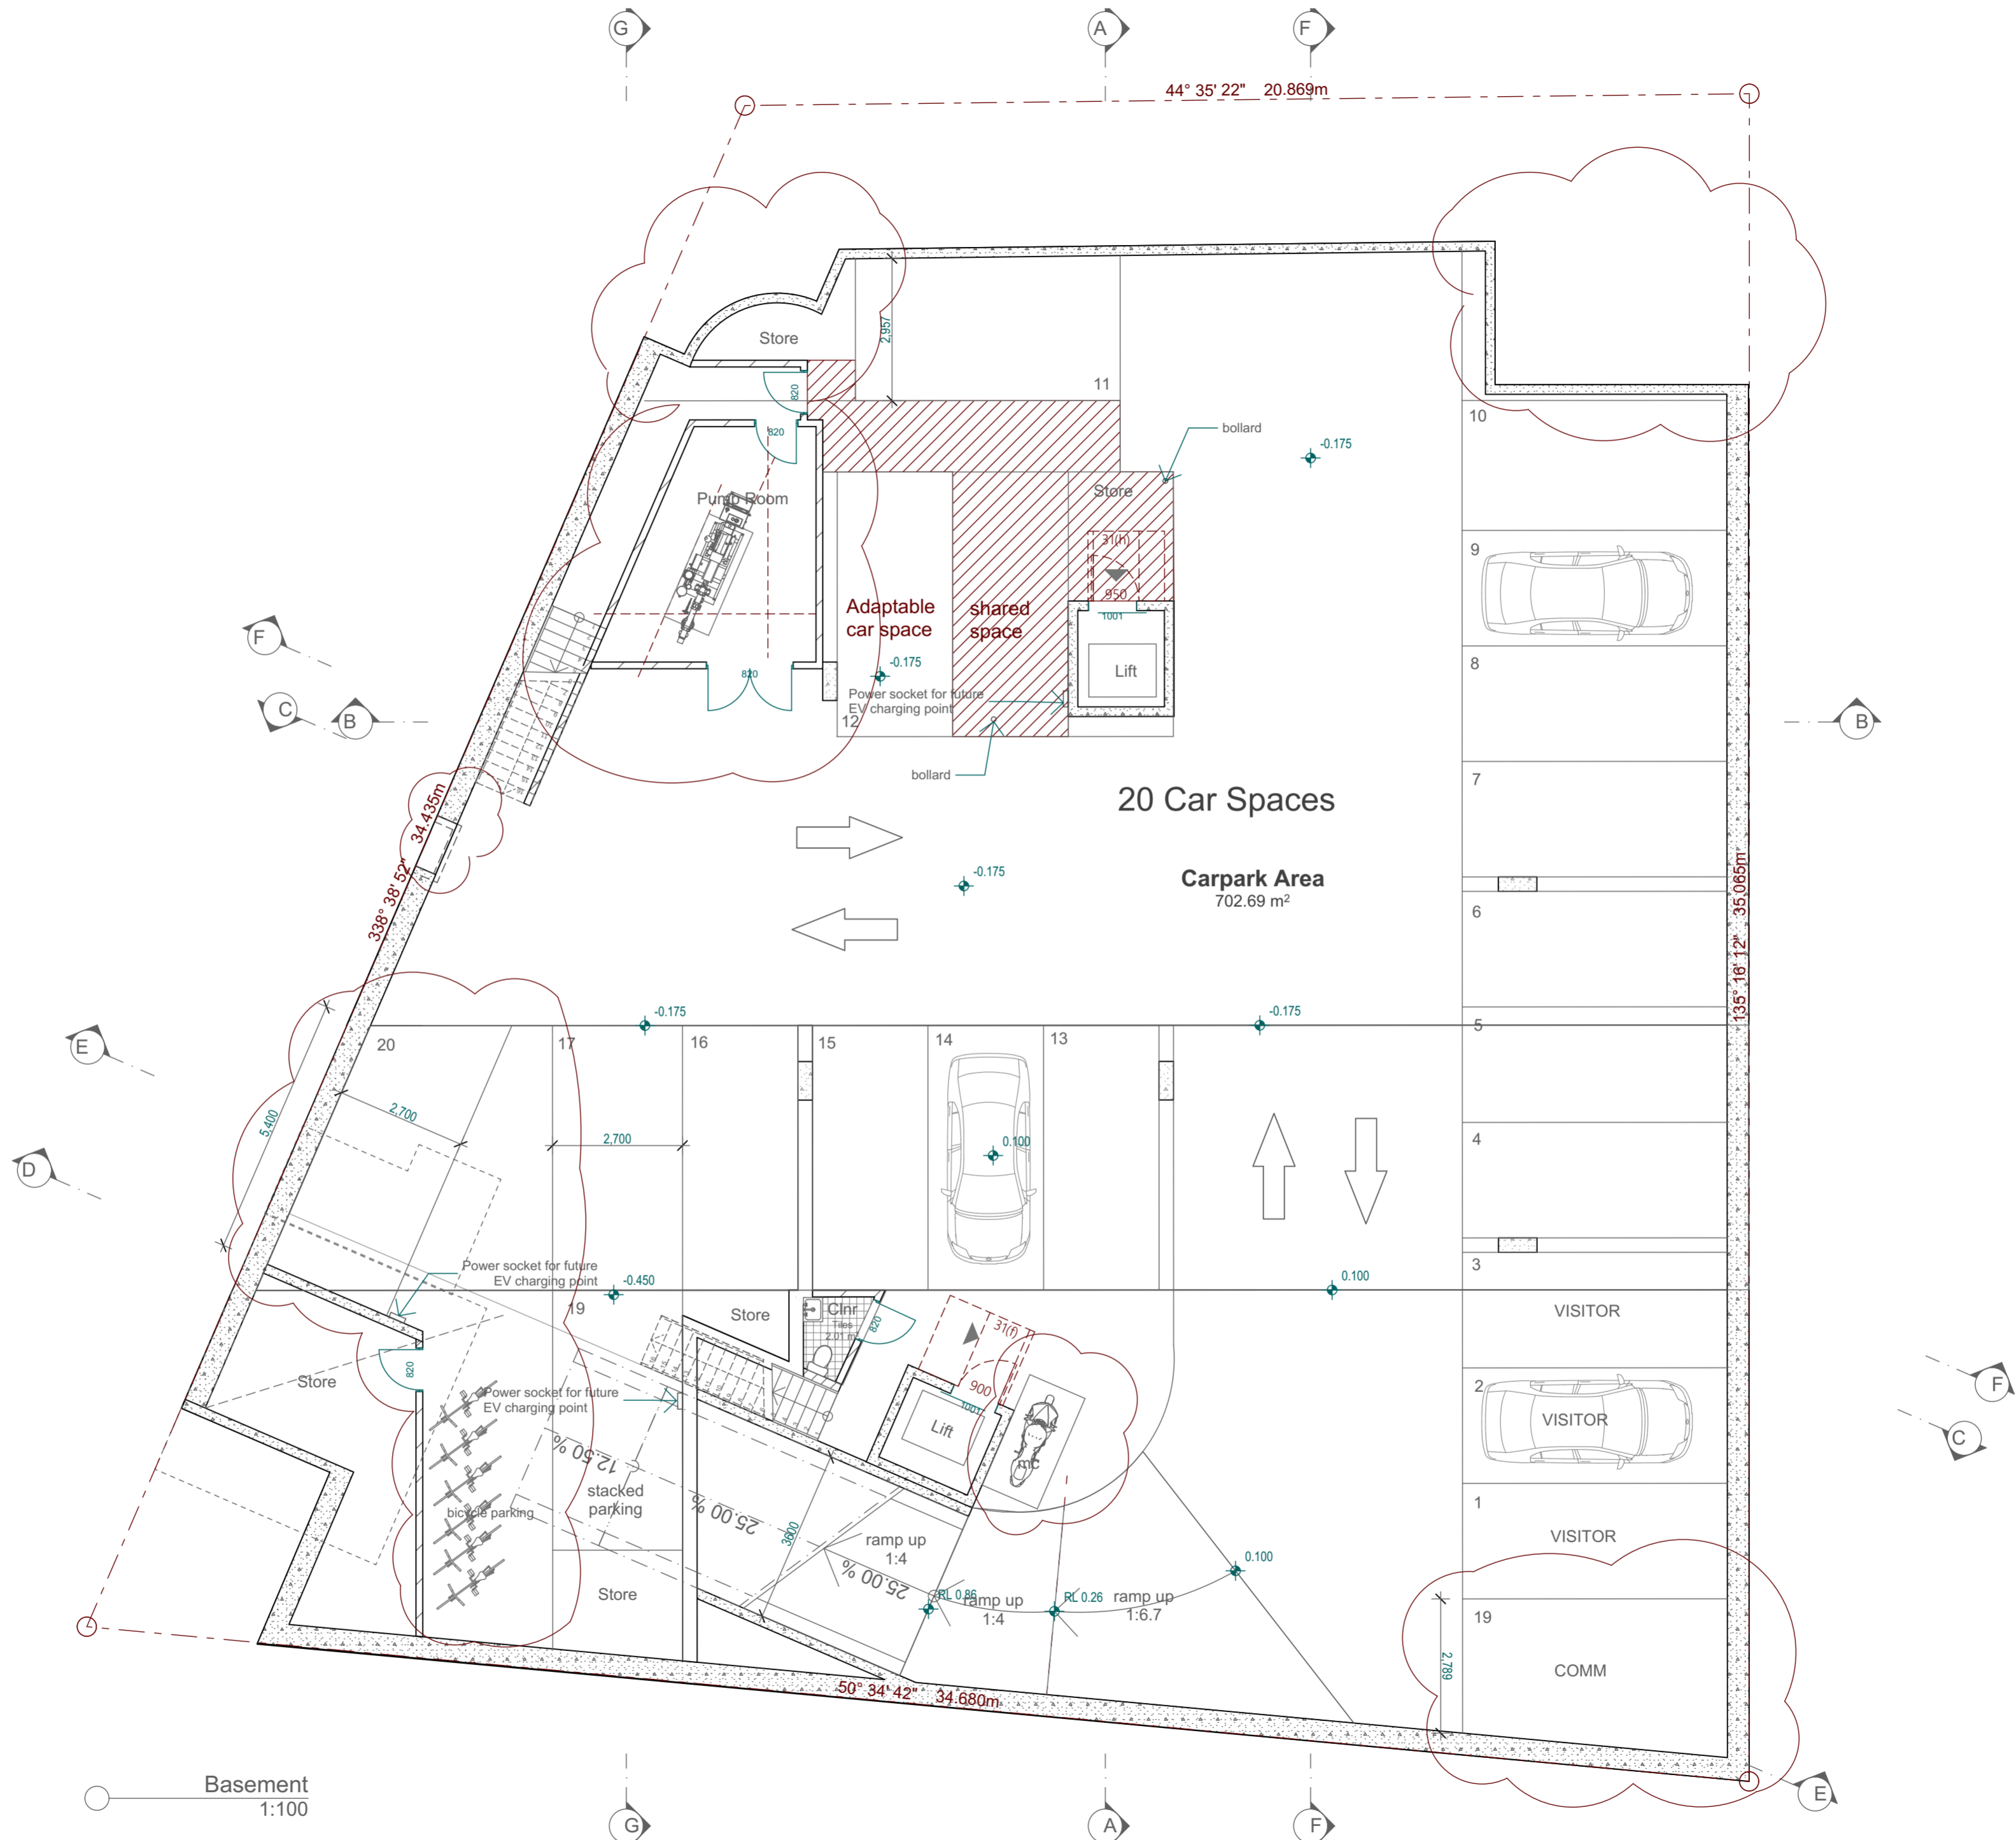 G
A
F
44° 35' 22"    20.869m
Store
2,957
820
11
10
820
bollard
-0.175
Pump Room
Store
31(h)
950
1001
9
Adaptable
car space
shared
space
F
Lift
8
-0.175
820
Power socket for future
EV charging point
12
C
B
B
bollard
7
20 Car Spaces
34.435m
338° 38' 52"
-0.175
Carpark Area
702.69 m²
6
135° 16' 12"    35.065m
-0.175
-0.175
5
E
20
17
16
15
14
13
5,400
2,700
2,700
0.100
4
D
Power socket for future
EV charging point
-0.450
0.100
3
19
Store
Clnr
Tiles
2.01 m²
820
31(f)
VISITOR
820
Store
Power socket for future
EV charging point
900
1001
Lift
2
VISITOR
F
C
12.50 %
mc
stacked
parking
bicycle parking
25.00 %
3600
ramp up
1:4
1
VISITOR
25.00 %
0.100
Store
RL 0.86
ramp up
1:4
RL 0.26
ramp up
1:6.7
19
2,789
COMM
50° 34' 42"    34.680m
Basement
1:100
G
A
F
E